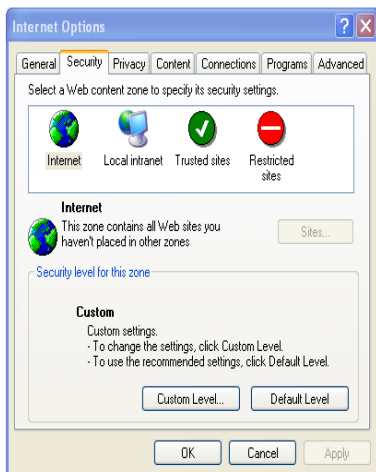 Internet Options
General Security Privacy Content Connections Programs Advanced
Select a Web content zone to specify its security settings.
Internet Local intranet Trusted sites Restricted
sites
Internet
This zone contains all Web sites you
haven't placed in other zones
Sites...
Security level for this zone
Custom
Custom settings.
- To change the settings, click Custom Level.
- To use the recommended settings, click Default Level.
Custom Level... Default Level
OK Cancel Apply